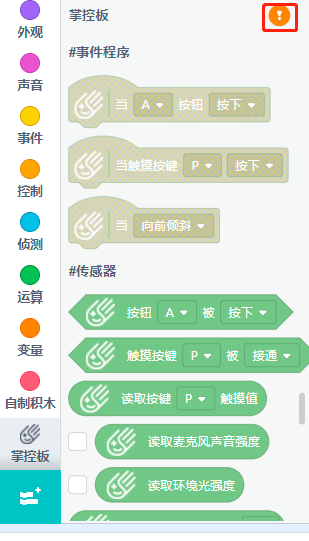 外观
声音
事件
控制
侦测
运算
变量
自制积木
掌控板
掌控板
#事件程序
当 A 按钮 按下
当触摸按键 P 按下
当 向前倾斜
#传感器
按钮 A 被 按下
触摸按键 P 被 接通
读取按键 P 触摸值
读取麦克风声音强度
读取环境光强度